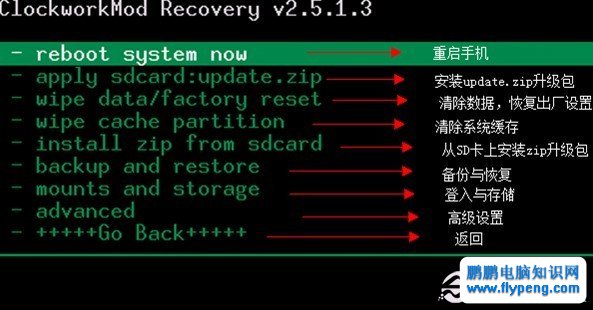 ClockworkMod Recovery v2.5.1.3
- reboot system now 重启手机
- apply sdcard:update.zip 安装update.zip升级包
- wipe data/factory reset 清除数据，恢复出厂设置
- wipe cache partition 清除系统缓存
- install zip from sdcard 从SD卡上安装zip升级包
- backup and restore 备份与恢复
- mounts and storage 登入与存储
- advanced 高级设置
- +++++Go Back+++++ 返回
鹏鹏电脑知识网
www.flypeng.com